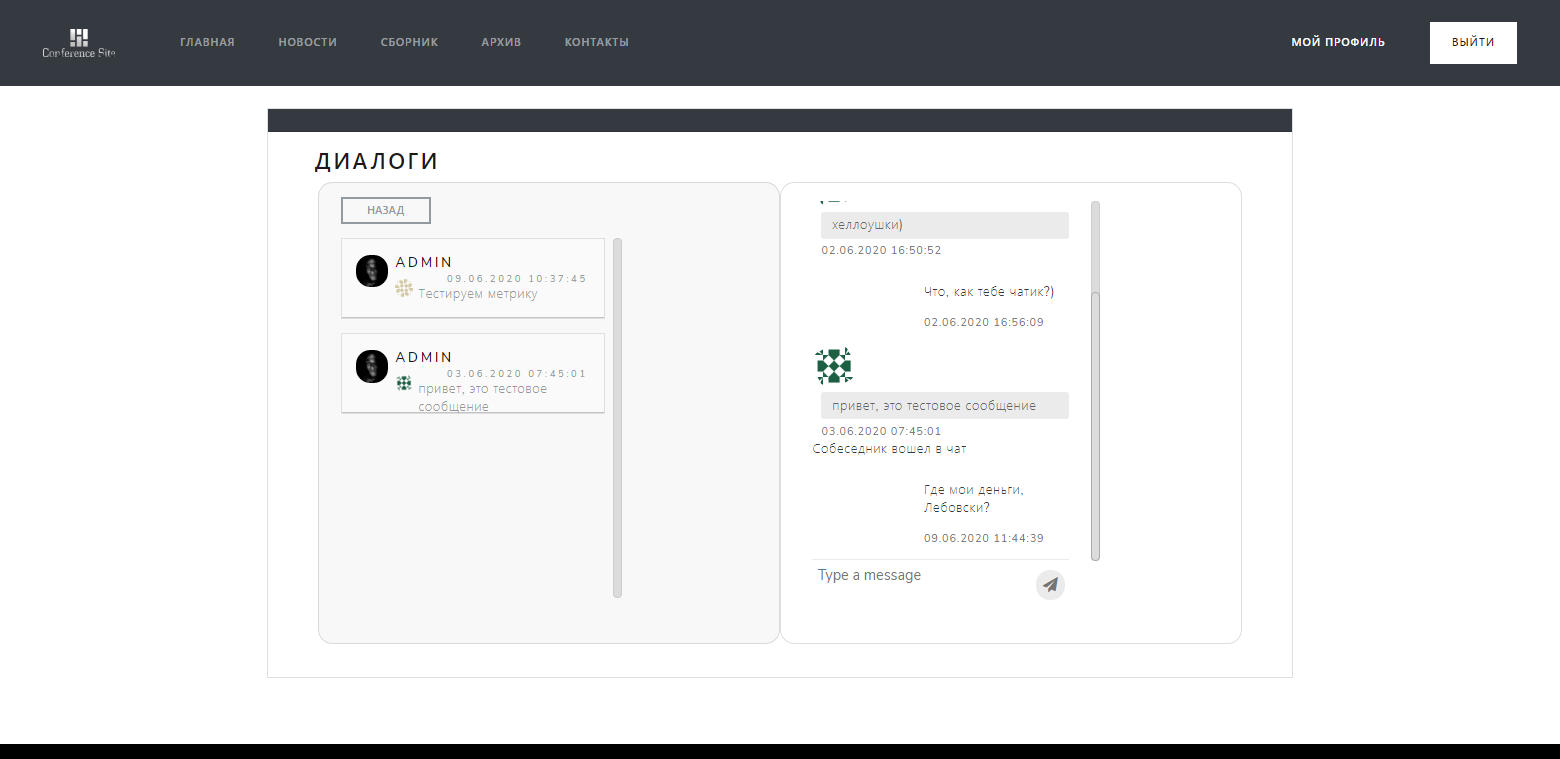 Conference Site
ГЛАВНАЯ
НОВОСТИ
СБОРНИК
АРХИВ
КОНТАКТЫ
МОЙ ПРОФИЛЬ
ВЫЙТИ
ДИАЛОГИ
НАЗАД
ADMIN
09.06.2020 10:37:45
Тестируем метрику
ADMIN
03.06.2020 07:45:01
привет, это тестовое
сообщение
хеллоушки)
02.06.2020 16:50:52
Что, как тебе чатик?)
02.06.2020 16:56:09
привет, это тестовое сообщение
03.06.2020 07:45:01
Собеседник вошел в чат
Где мои деньги,
Лебовски?
09.06.2020 11:44:39
Type a message